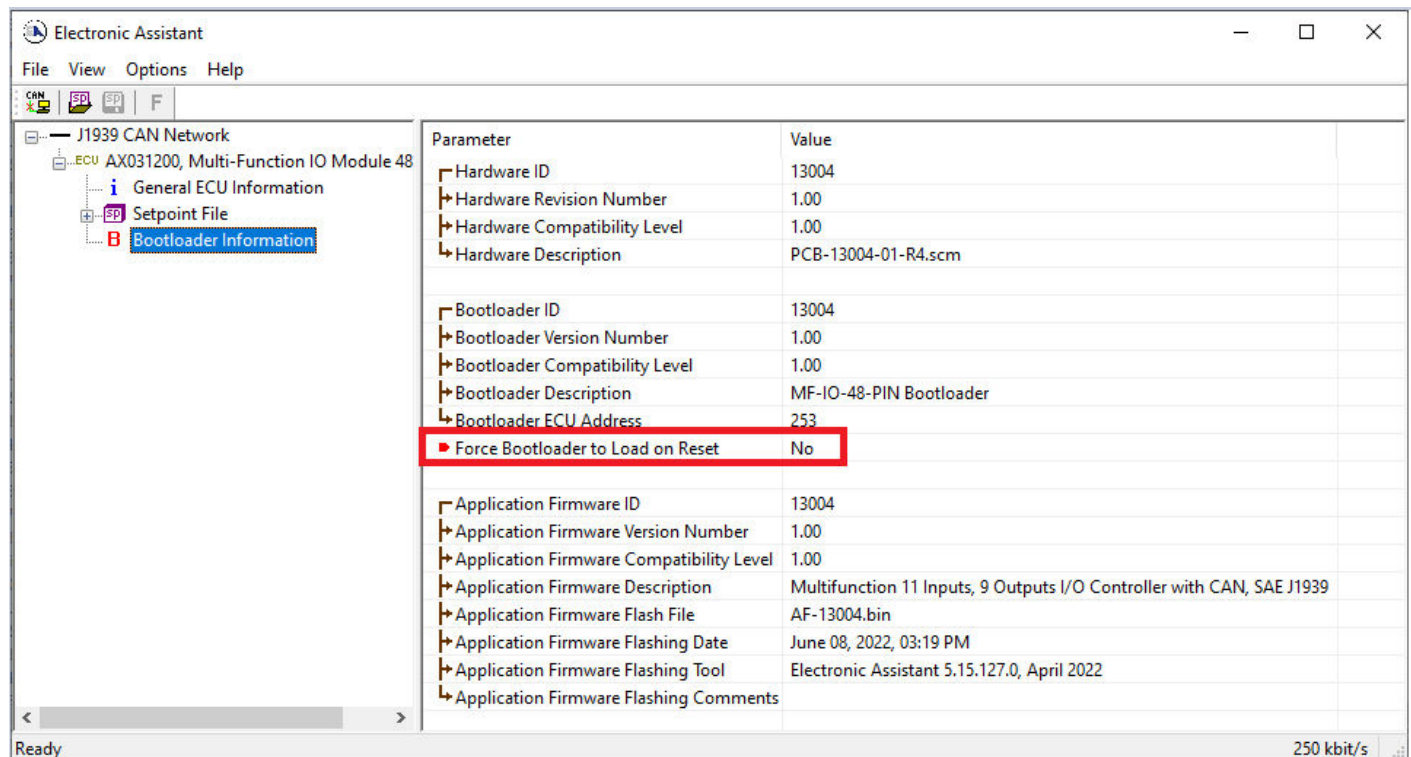 Electronic Assistant
File View Options Help
CAN SP SP F
J1939 CAN Network
ECU AX031200, Multi-Function IO Module 48
i General ECU Information
SP Setpoint File
B Bootloader Information
Parameter Value
Hardware ID 13004
Hardware Revision Number 1.00
Hardware Compatibility Level 1.00
Hardware Description PCB-13004-01-R4.scm
Bootloader ID 13004
Bootloader Version Number 1.00
Bootloader Compatibility Level 1.00
Bootloader Description MF-IO-48-PIN Bootloader
Bootloader ECU Address 253
Force Bootloader to Load on Reset No
Application Firmware ID 13004
Application Firmware Version Number 1.00
Application Firmware Compatibility Level 1.00
Application Firmware Description Multifunction 11 Inputs, 9 Outputs I/O Controller with CAN, SAE J1939
Application Firmware Flash File AF-13004.bin
Application Firmware Flashing Date June 08, 2022, 03:19 PM
Application Firmware Flashing Tool Electronic Assistant 5.15.127.0, April 2022
Application Firmware Flashing Comments
Ready 250 kbit/s